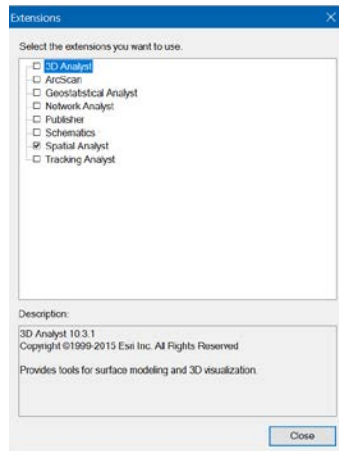 Extensions
Select the extensions you want to use.
3D Analyst
ArcScan
Geostatistical Analyst
Network Analyst
Publisher
Schematics
Spatial Analyst
Tracking Analyst
Description:
3D Analyst 10.3.1
Copyright ©1999-2015 Esri Inc. All Rights Reserved
Provides tools for surface modeling and 3D visualization.
Close